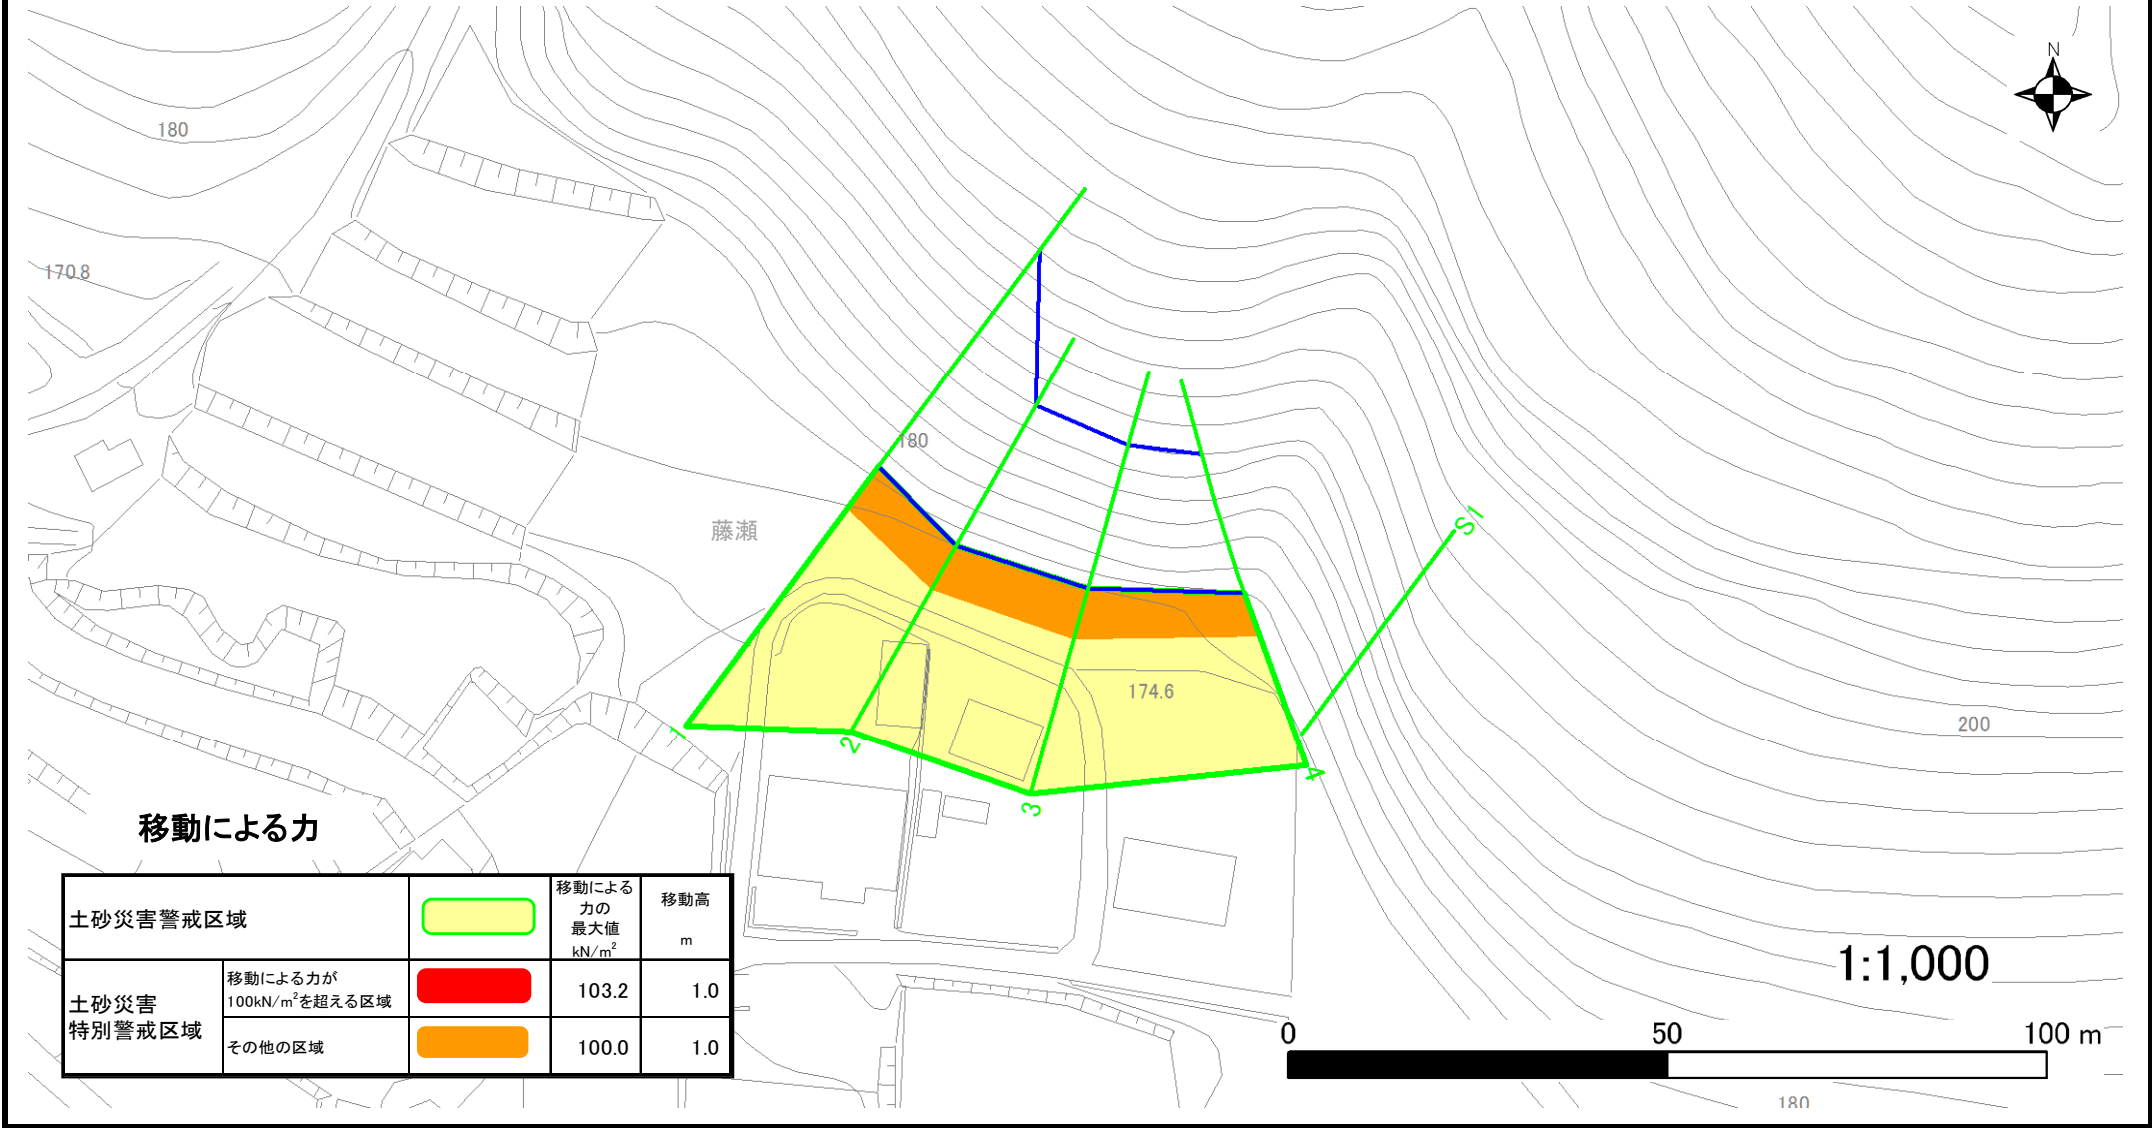 N
180
170.8
180
藤瀬
S1
174.6
200
1
2
3
4
移動による力
土砂災害警戒区域
移動による
力の
最大値
kN/m²
移動高
m
土砂災害
特別警戒区域
移動による力が
100kN/m²を超える区域
103.2
1.0
その他の区域
100.0
1.0
1:1,000
0
50
100 m
180